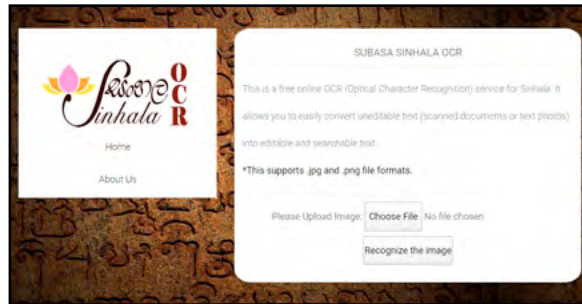 සිංහල
Sinhala
OCR
Home
About Us
SUBASA SINHALA OCR
This is a free online OCR (Optical Character Recognition) service for Sinhala. It
allows you to easily convert uneditable text (scanned documents or text photos)
into editable and searchable text.
*This supports .jpg and .png file formats.
Please Upload Image: Choose File No file chosen
Recognize the image